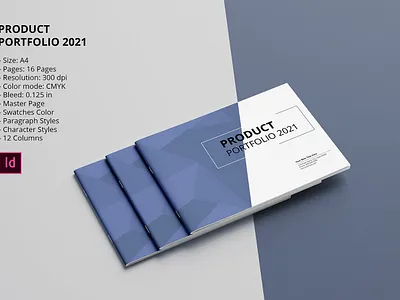 PRODUCT
PORTFOLIO 2021
- Size: A4
- Pages: 16 Pages
- Resolution: 300 dpi
- Color mode: CMYK
- Bleed: 0.125 in
- Master Page
- Swatches Color
- Paragraph Styles
- Character Styles
- 12 Columns
Id
PRODUCT
PORTFOLIO 2021